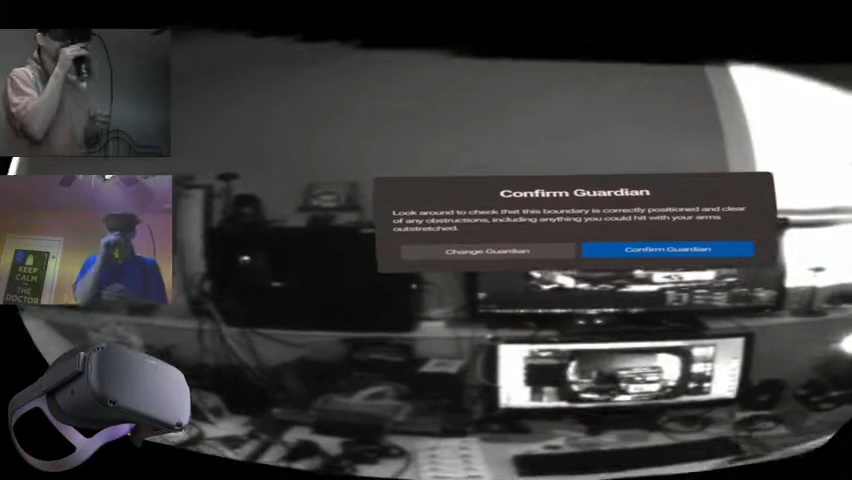 Confirm Guardian
Look around to check that this boundary is correctly positioned and clear
of any obstructions, including anything you could hit with your arms
outstretched.
Change Guardian
Confirm Guardian
KEEP
CALM
THE
DOCTOR